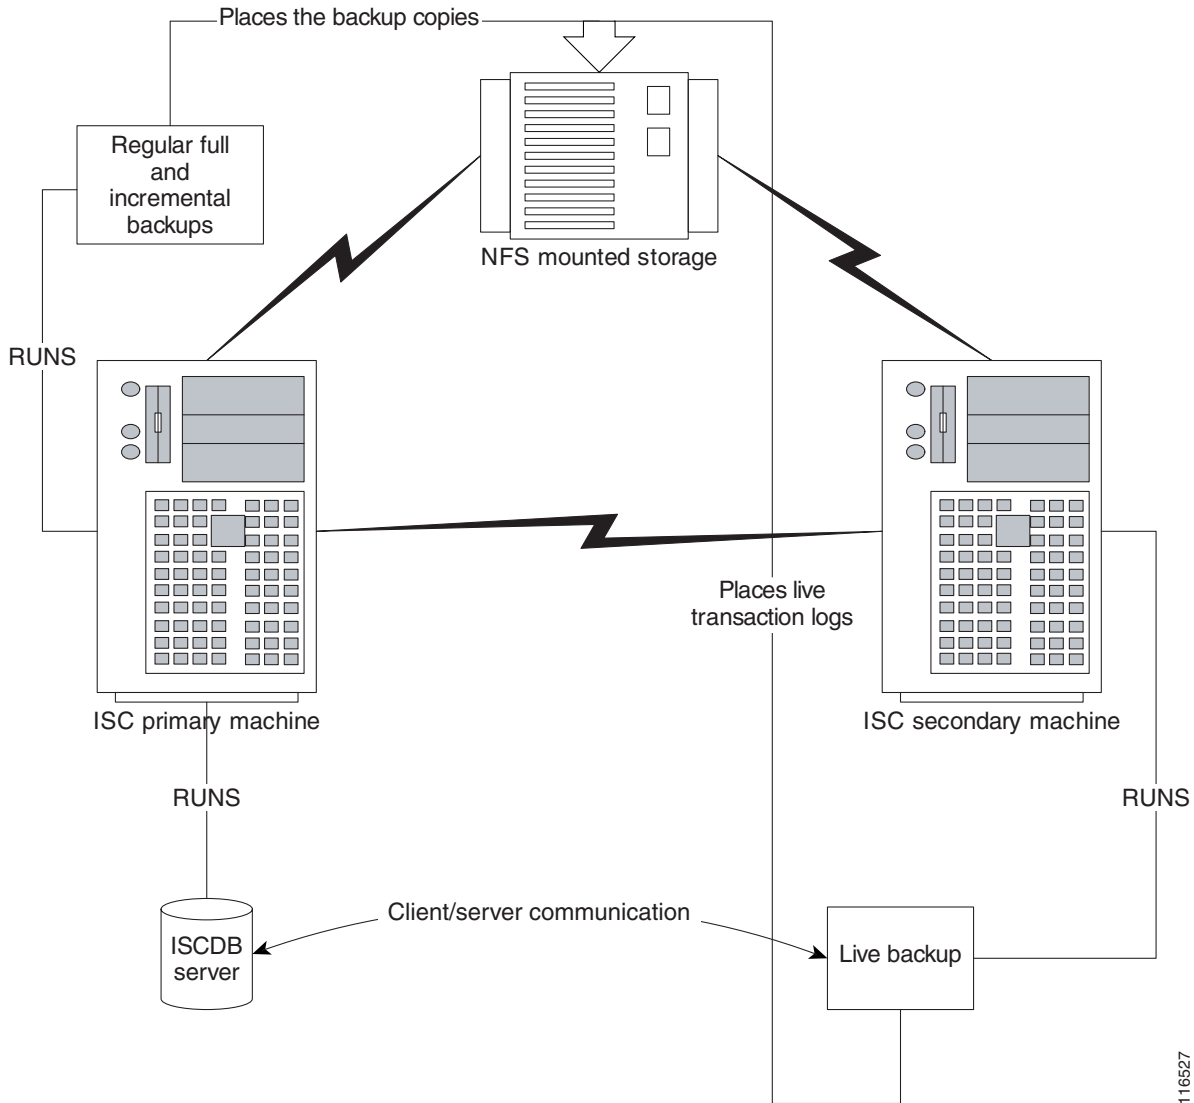 Places the backup copies
Regular full
and
incremental
backups
NFS mounted storage
RUNS
Places live
transaction logs
ISC primary machine
ISC secondary machine
RUNS
RUNS
Client/server communication
ISCDB
server
Live backup
116527